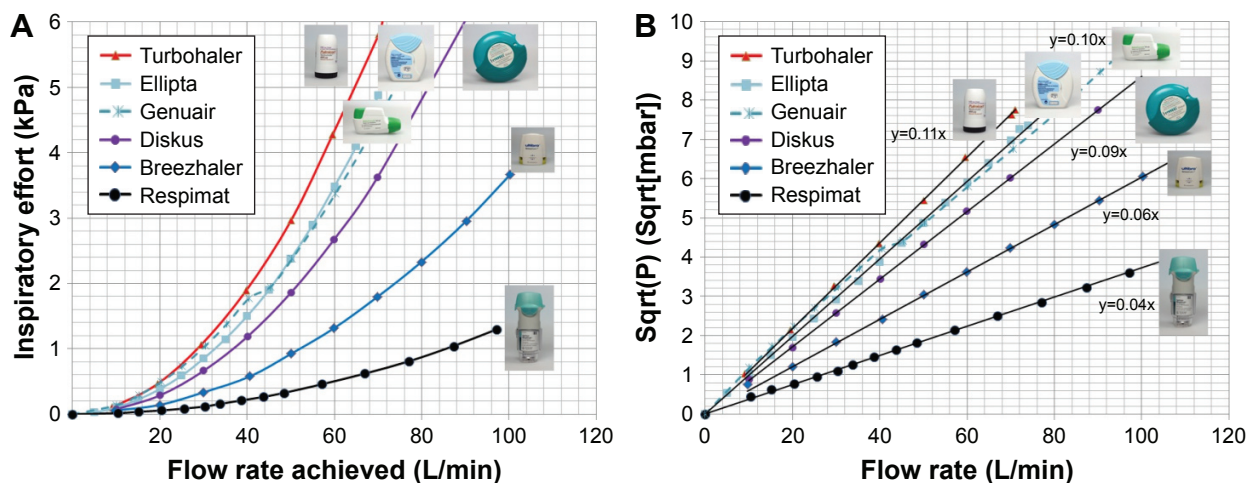 A
Inspiratory effort (kPa)
6
5
4
3
2
1
0
Turbohaler
Ellipta
Genuair
Diskus
Breezhaler
Respimat
20
40
60
80
100
120
Flow rate achieved (L/min)
B
Sqrt(P) (Sqrt[mbar])
10
9
8
7
6
5
4
3
2
1
0
Turbohaler
Ellipta
Genuair
Diskus
Breezhaler
Respimat
y=0.11x
y=0.10x
y=0.09x
y=0.06x
y=0.04x
0
20
40
60
80
100
120
Flow rate (L/min)